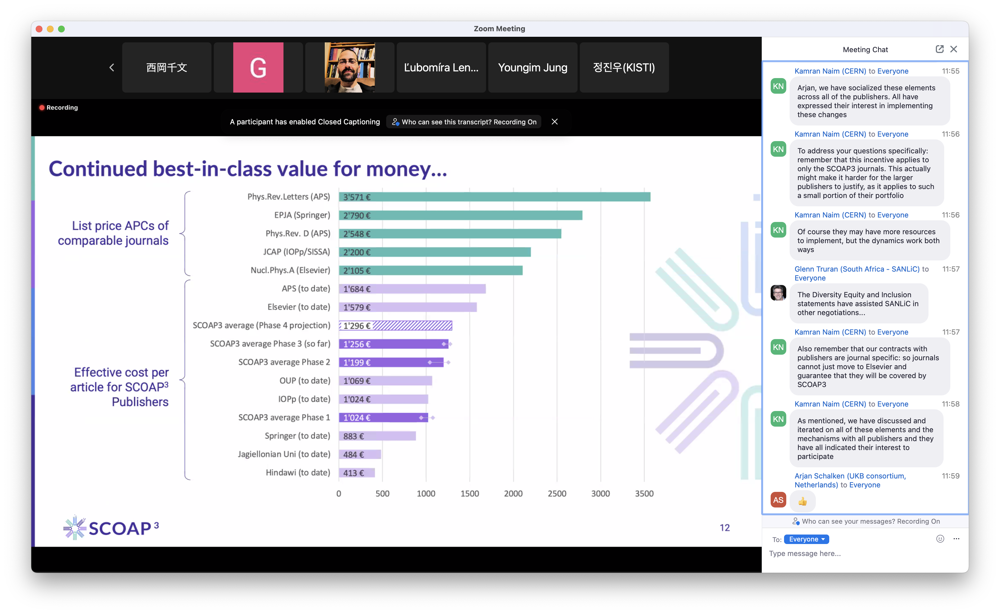 Zoom Meeting
西岡千文
G
Ľubomíra Len...
Youngim Jung
정진우(KISTI)
Recording
A participant has enabled Closed Captioning
Who can see this transcript? Recording On
Continued best-in-class value for money...
List price APCs of
comparable journals
Phys.Rev.Letters (APS) 3'571 €
EPJA (Springer) 2'790 €
Phys.Rev. D (APS) 2'548 €
JCAP (IOPp/SISSA) 2'200 €
Nucl.Phys.A (Elsevier) 2'105 €
Effective cost per
article for SCOAP³
Publishers
APS (to date) 1'684 €
Elsevier (to date) 1'579 €
SCOAP3 average (Phase 4 projection) 1'296 €
SCOAP3 average Phase 3 (so far) 1'256 €
SCOAP3 average Phase 2 1'199 €
OUP (to date) 1'069 €
IOPp (to date) 1'024 €
SCOAP3 average Phase 1 1'024 €
Springer (to date) 883 €
Jagiellonian Uni (to date) 484 €
Hindawi (to date) 413 €
0 500 1000 1500 2000 2500 3000 3500
SCOAP 3
12
Meeting Chat
Kamran Naim (CERN) to Everyone 11:55
KN
Arjan, we have socialized these elements
across all of the publishers. All have
expressed their interest in implementing
these changes
Kamran Naim (CERN) to Everyone 11:56
KN
To address your questions specifically:
remember that this incentive applies to
only the SCOAP3 journals. This actually
might make it harder for the larger
publishers to justify, as it applies to such
a small portion of their portfolio
Kamran Naim (CERN) to Everyone 11:56
KN
Of course they may have more resources
to implement, but the dynamics work both
ways
Glenn Truran (South Africa - SANLiC) to 11:57
Everyone
The Diversity Equity and Inclusion
statements have assisted SANLiC in
other negotiations...
Kamran Naim (CERN) to Everyone 11:57
KN
Also remember that our contracts with
publishers are journal specific: so journals
cannot just move to Elsevier and
guarantee that they will be covered by
SCOAP3
Kamran Naim (CERN) to Everyone 11:58
KN
As mentioned, we have discussed and
iterated on all of these elements and the
mechanisms with all publishers and they
have all indicated their interest to
participate
Arjan Schalken (UKB consortium, 11:59
Netherlands) to Everyone
AS
👍
Who can see your messages? Recording On
To: Everyone
Type message here...